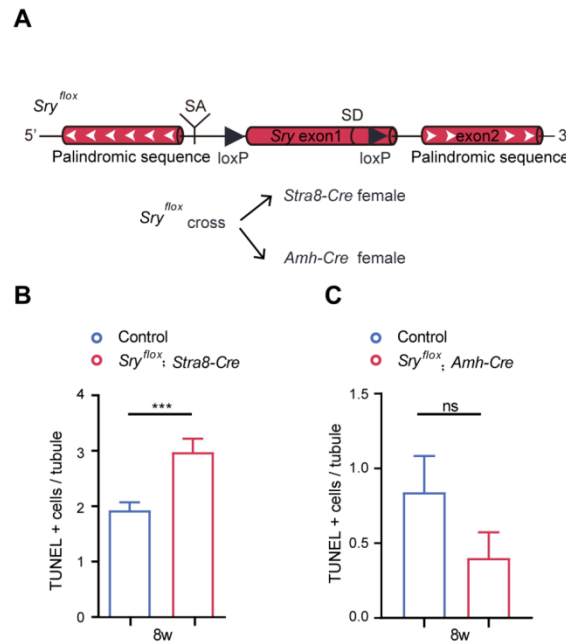 A
Sry flox
SA
SD
5'
Sry exon1
exon2
3'
Palindromic sequence
loxP
loxP
Palindromic sequence
Sry flox cross
Stra8-Cre female
Amh-Cre female
B
Control
Sry flox; Stra8-Cre
TUNEL + cells / tubule
4
3
2
1
0
***
8w
C
Control
Sry flox; Amh-Cre
TUNEL + cells / tubule
1.5
1.0
0.5
0.0
ns
8w